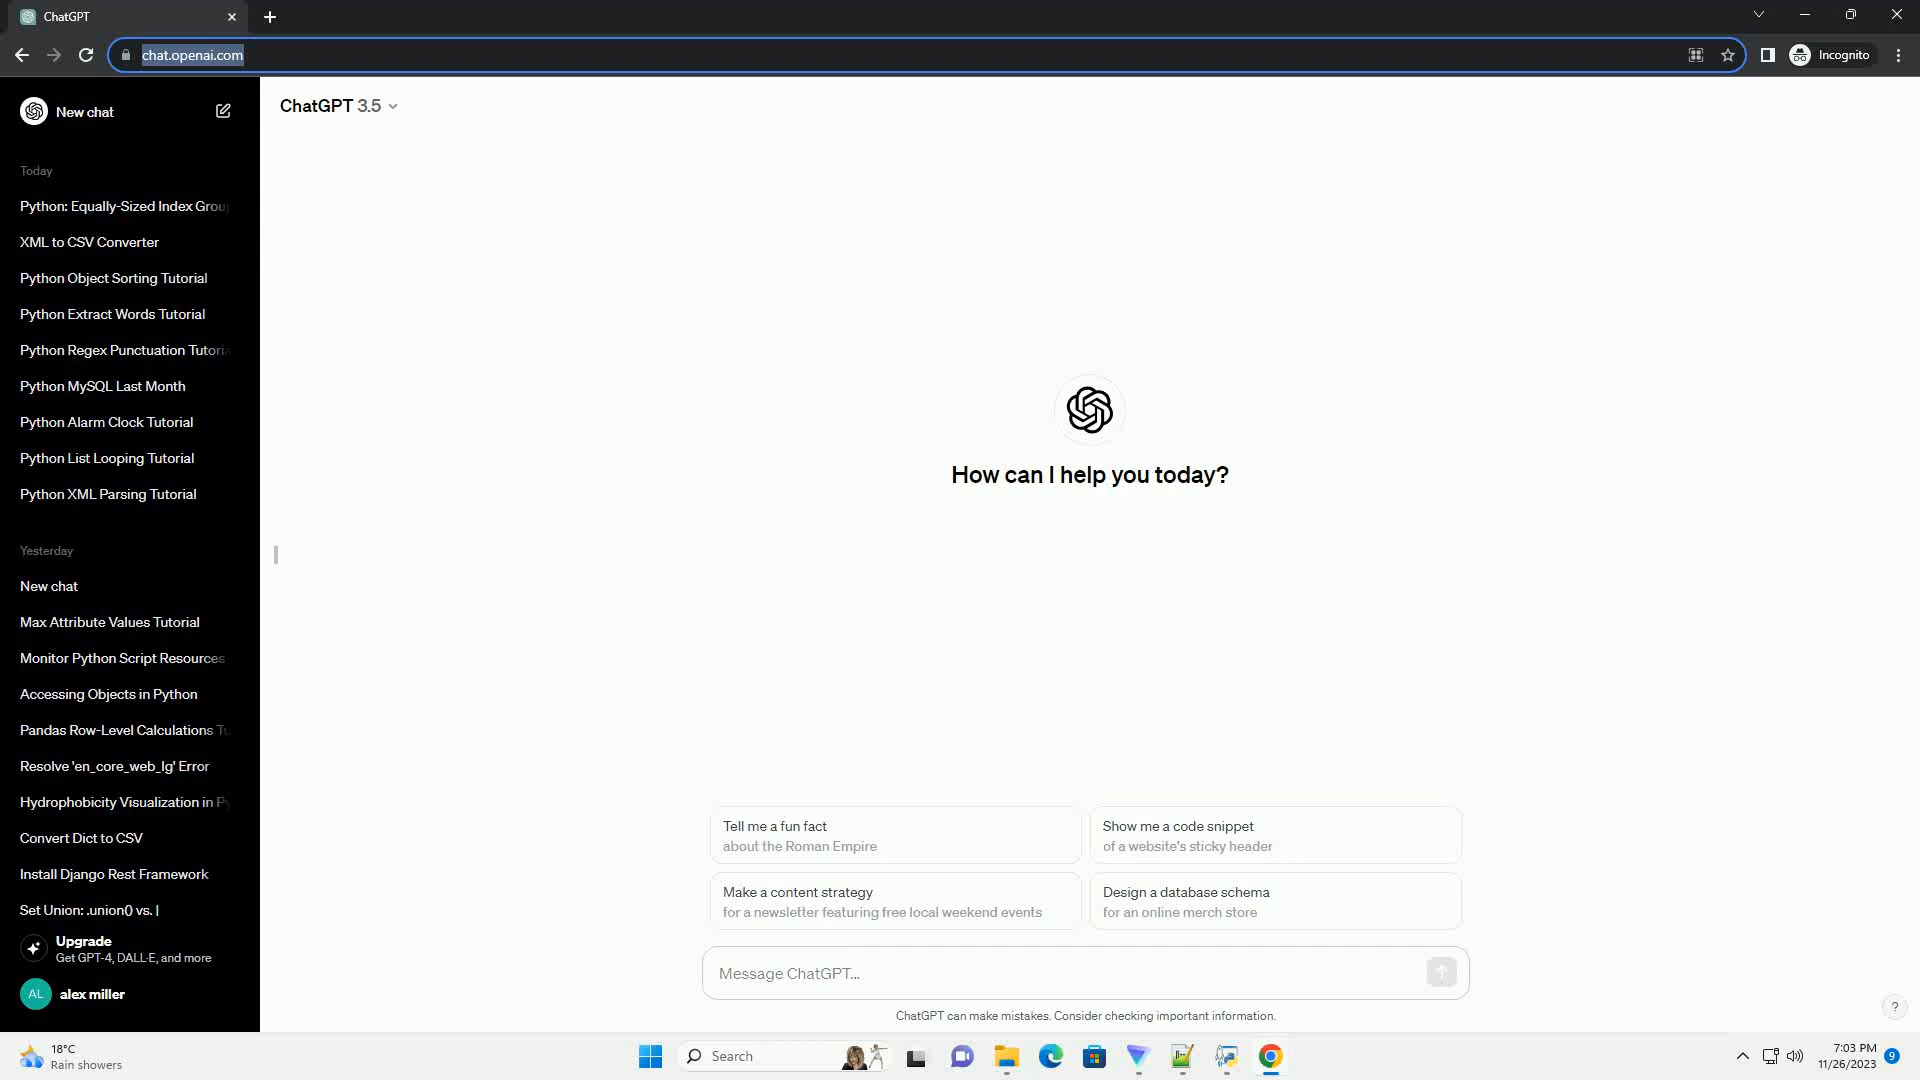 ChatGPT
chat.openai.com
Incognito
New chat
ChatGPT 3.5
Today
Python: Equally-Sized Index Grou
XML to CSV Converter
Python Object Sorting Tutorial
Python Extract Words Tutorial
Python Regex Punctuation Tutoria
Python MySQL Last Month
Python Alarm Clock Tutorial
Python List Looping Tutorial
Python XML Parsing Tutorial
Yesterday
New chat
Max Attribute Values Tutorial
Monitor Python Script Resources
Accessing Objects in Python
Pandas Row-Level Calculations Tu
Resolve 'en_core_web_lg' Error
Hydrophobicity Visualization in Py
Convert Dict to CSV
Install Django Rest Framework
Set Union: .union() vs. |
Upgrade
Get GPT-4, DALL·E, and more
AL alex miller
How can I help you today?
Tell me a fun fact
about the Roman Empire
Show me a code snippet
of a website's sticky header
Make a content strategy
for a newsletter featuring free local weekend events
Design a database schema
for an online merch store
Message ChatGPT...
ChatGPT can make mistakes. Consider checking important information.
?
18°C
Rain showers
Search
7:03 PM
11/26/2023
9